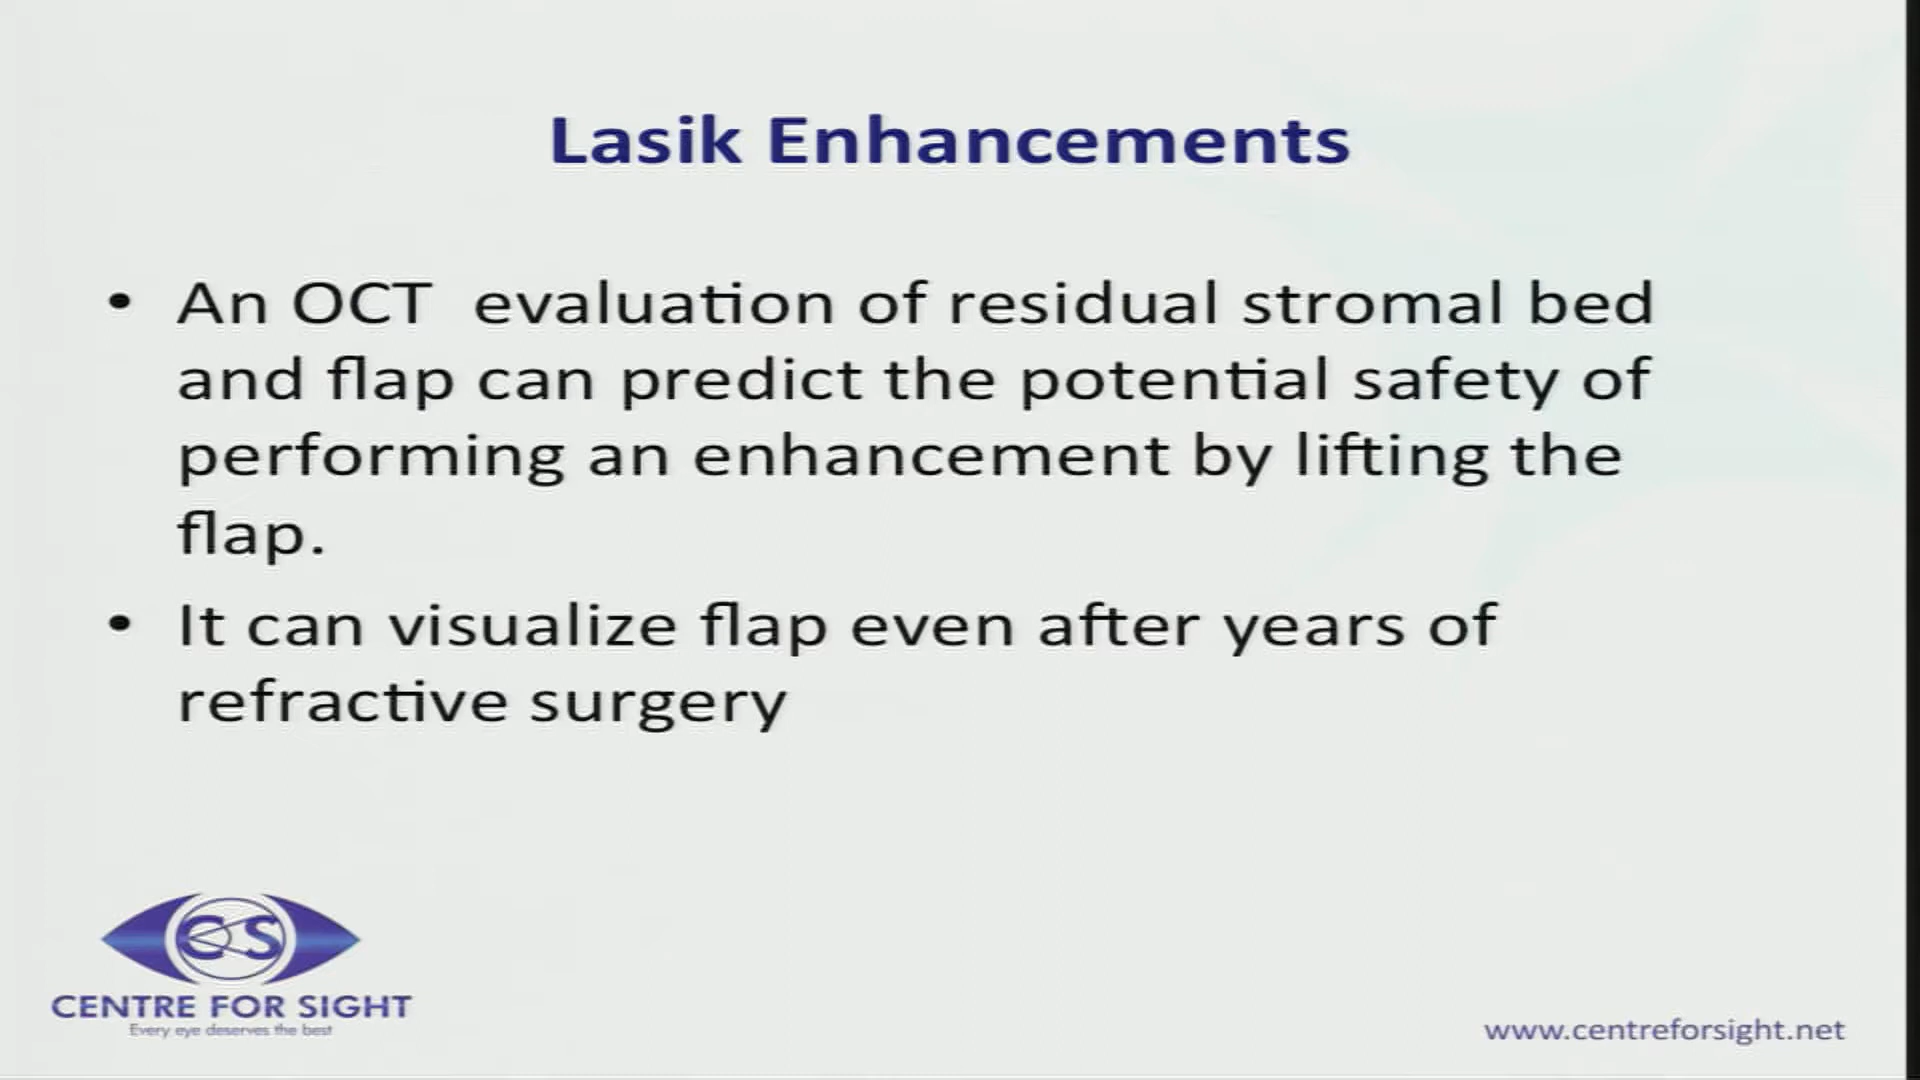 Lasik Enhancements
• An OCT evaluation of residual stromal bed
and flap can predict the potential safety of
performing an enhancement by lifting the
flap.
• It can visualize flap even after years of
refractive surgery
CS
CENTRE FOR SIGHT
Every eye deserves the best
www.centreforsight.net